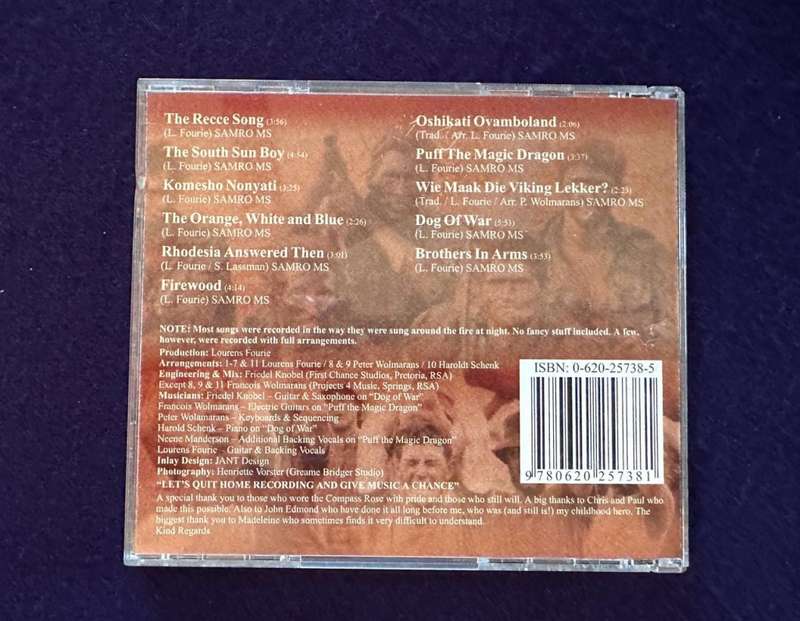 The Recce Song (3:56)
(L. Fourie) SAMRO MS
The South Sun Boy (4:54)
(L. Fourie) SAMRO MS
Komesho Nonyati (3:25)
(L. Fourie) SAMRO MS
The Orange, White and Blue (2:26)
(L. Fourie) SAMRO MS
Rhodesia Answered Then (3:01)
(L. Fourie / S. Lassman) SAMRO MS
Firewood (4:14)
(L. Fourie) SAMRO MS
Oshikati Ovamboland (2:06)
(Trad. / Arr. L. Fourie) SAMRO MS
Puff The Magic Dragon (3:37)
(L. Fourie) SAMRO MS
Wie Maak Die Viking Lekker? (2:23)
(Trad. / L. Fourie / Arr. P. Wolmarans) SAMRO MS
Dog Of War (5:53)
(L. Fourie) SAMRO MS
Brothers In Arms (3:53)
(L. Fourie) SAMRO MS
NOTE: Most songs were recorded in the way they were sung around the fire at night. No fancy stuff included. A few,
however, were recorded with full arrangements.
Production: Lourens Fourie
Arrangements: 1-7 & 11 Lourens Fourie / 8 & 9 Peter Wolmarans / 10 Haroldt Schenk
Engineering & Mix: Friedel Knobel (First Chance Studios, Pretoria, RSA)
Except 8, 9 & 11 Francois Wolmarans (Projects 4 Music, Springs, RSA)
Musicians: Friedel Knobel – Guitar & Saxophone on "Dog of War"
Francois Wolmarans – Electric Guitars on "Puff the Magic Dragon"
Peter Wolamarans – Keyboards & Sequencing
Harold Schenk – Piano on "Dog of War"
Neene Manderson – Additional Backing Vocals on "Puff the Magic Dragon"
Lourens Fourie – Guitar & Backing Vocals
Inlay Design: JANT Design
Photography: Henriette Vorster (Greame Bridger Studio)
"LET'S QUIT HOME RECORDING AND GIVE MUSIC A CHANCE"
A special thank you to those who wore the Compass Rose with pride and those who still will. A big thanks to Chris and Paul who
made this possible. Also to John Edmond who have done it all long before me, who was (and still is!) my childhood hero. The
biggest thank you to Madeleine who sometimes finds it very difficult to understand.
Kind Regards
ISBN: 0-620-25738-5
9 780620 257381